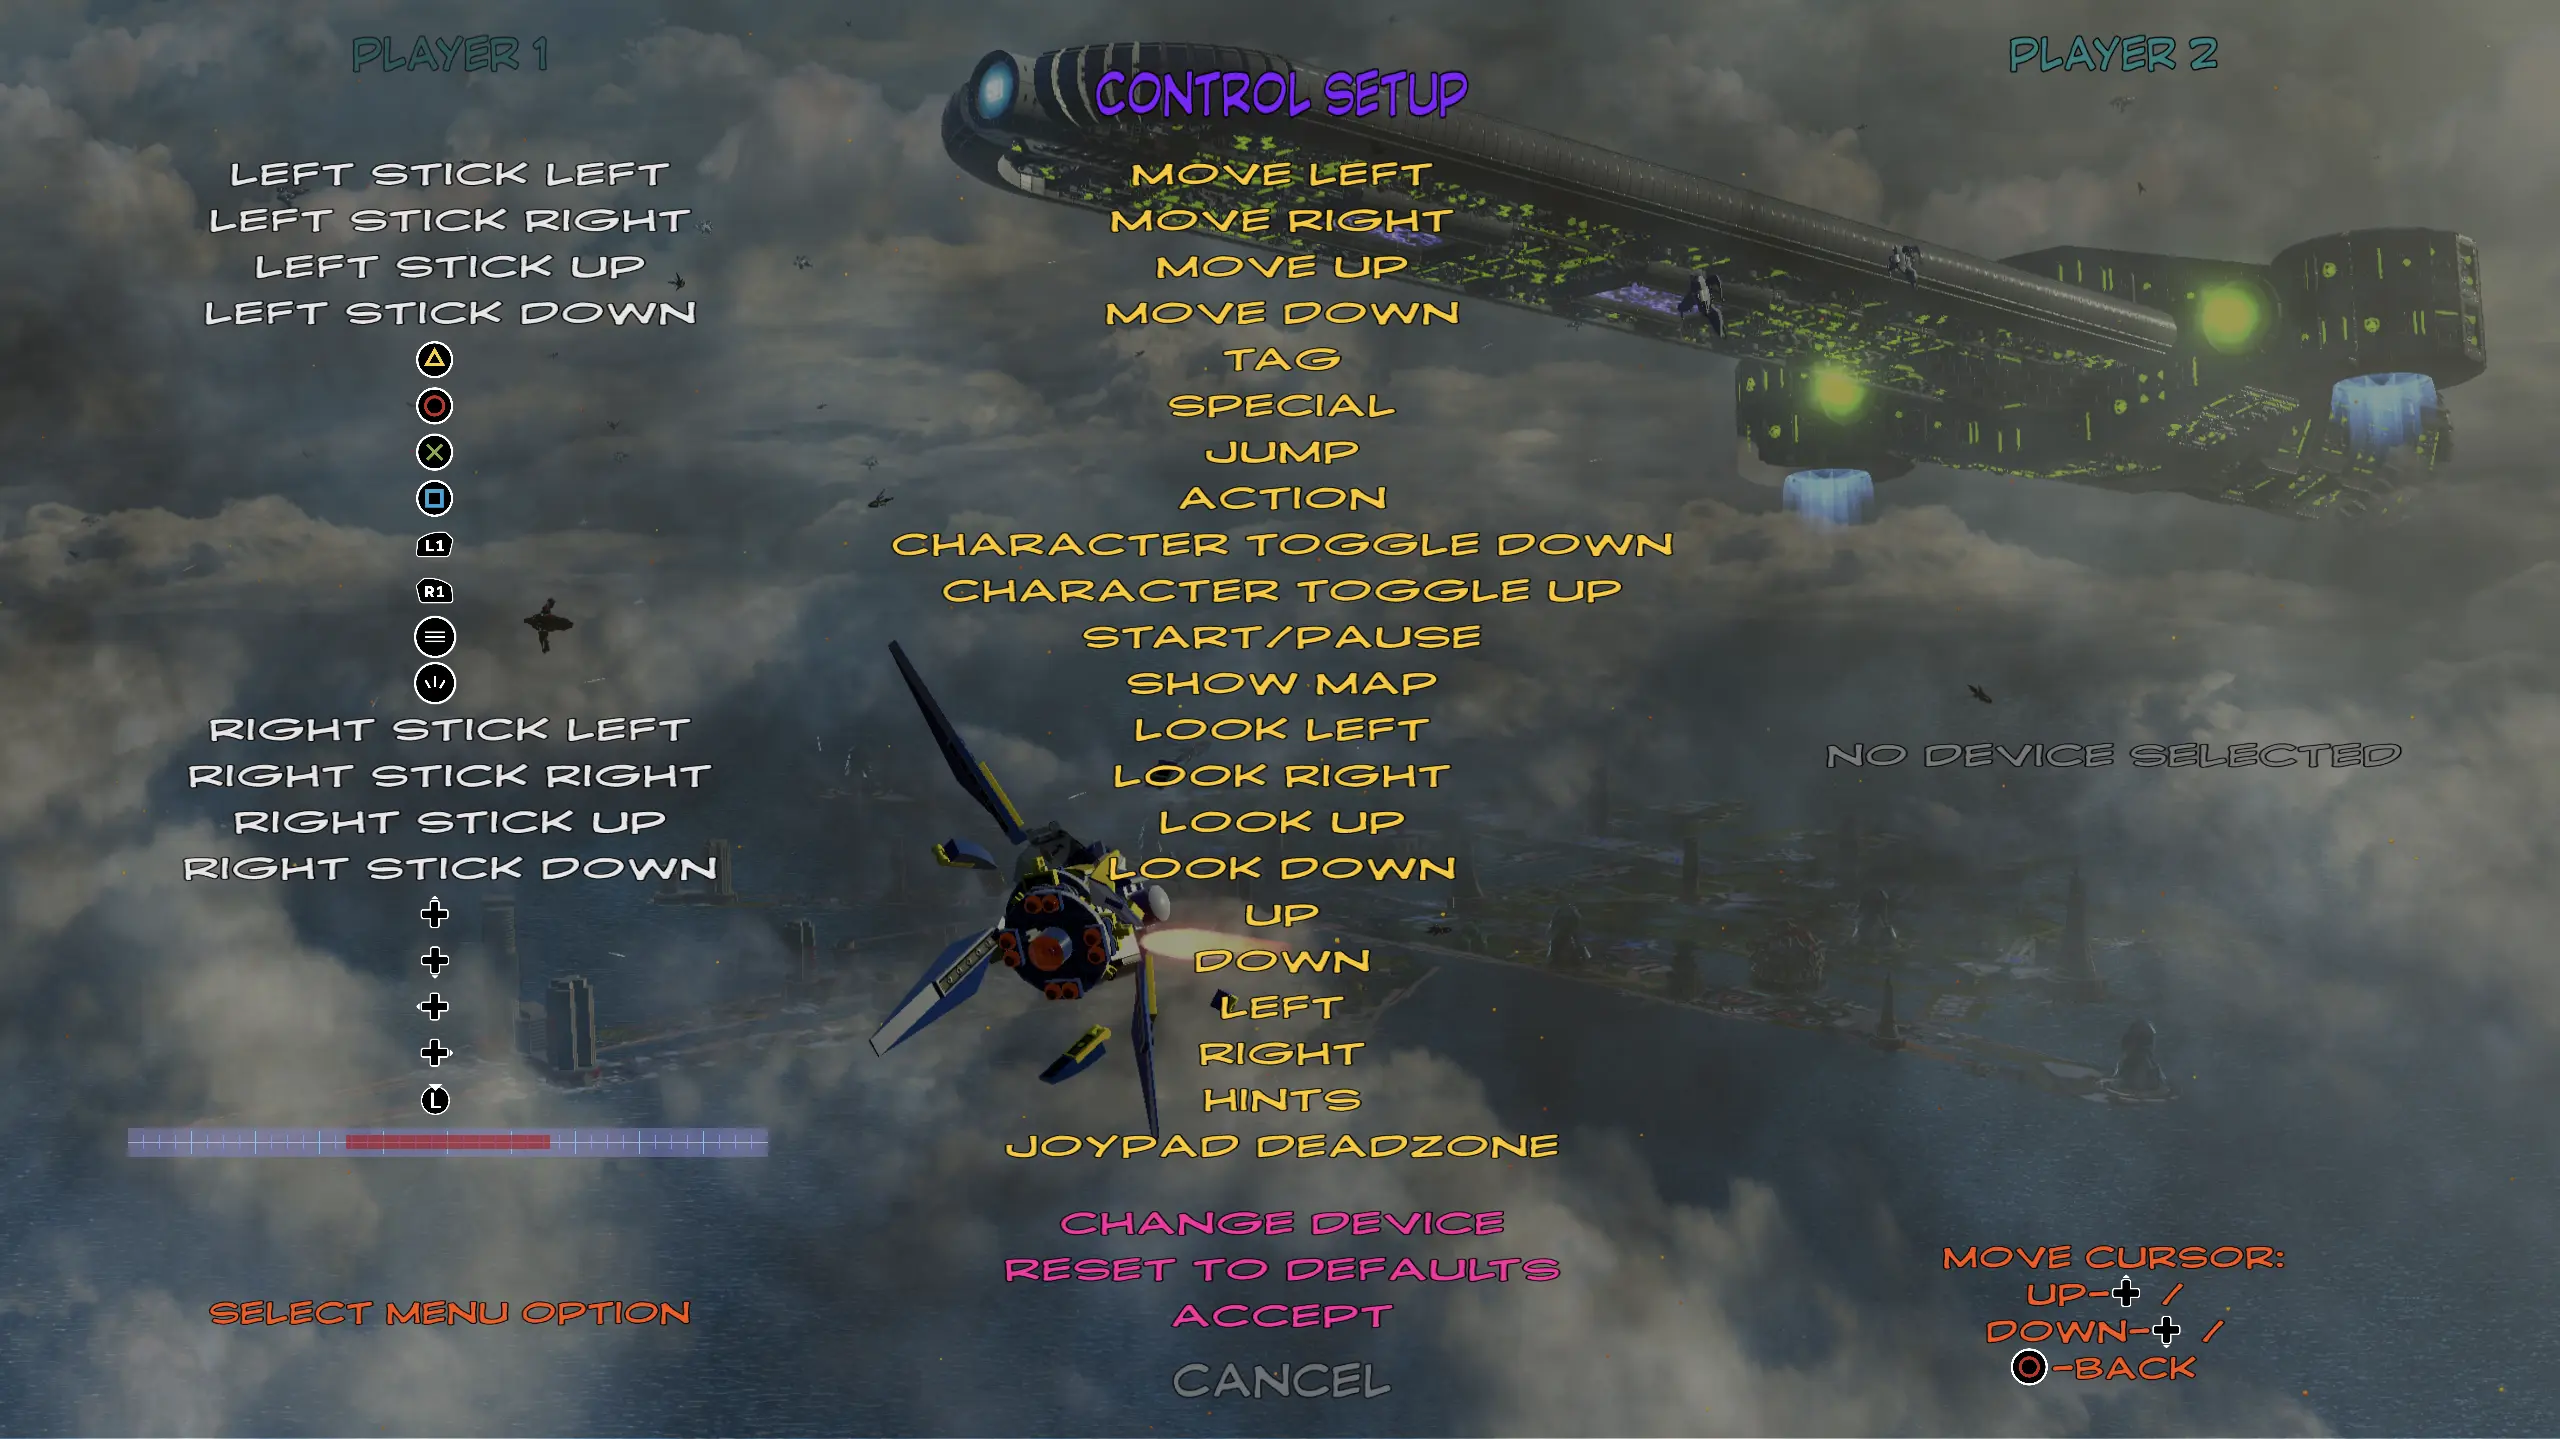 PLAYER 1
CONTROL SETUP
PLAYER 2
LEFT STICK LEFT MOVE LEFT
LEFT STICK RIGHT MOVE RIGHT
LEFT STICK UP MOVE UP
LEFT STICK DOWN MOVE DOWN
TAG
SPECIAL
JUMP
ACTION
L1 CHARACTER TOGGLE DOWN
R1 CHARACTER TOGGLE UP
START/PAUSE
SHOW MAP
RIGHT STICK LEFT LOOK LEFT
RIGHT STICK RIGHT LOOK RIGHT
RIGHT STICK UP LOOK UP
RIGHT STICK DOWN LOOK DOWN
UP
DOWN
LEFT
RIGHT
L HINTS
JOYPAD DEADZONE
NO DEVICE SELECTED
CHANGE DEVICE
RESET TO DEFAULTS
ACCEPT
CANCEL
SELECT MENU OPTION
MOVE CURSOR:
UP- /
DOWN- /
-BACK